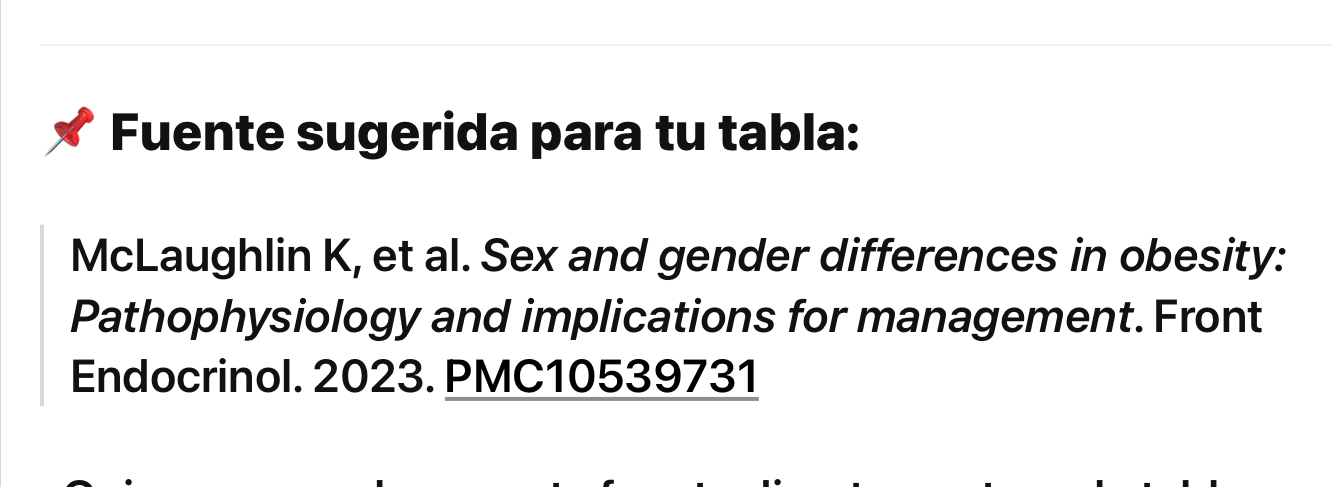 📌 Fuente sugerida para tu tabla:
McLaughlin K, et al. Sex and gender differences in obesity:
Pathophysiology and implications for management. Front
Endocrinol. 2023. PMC10539731